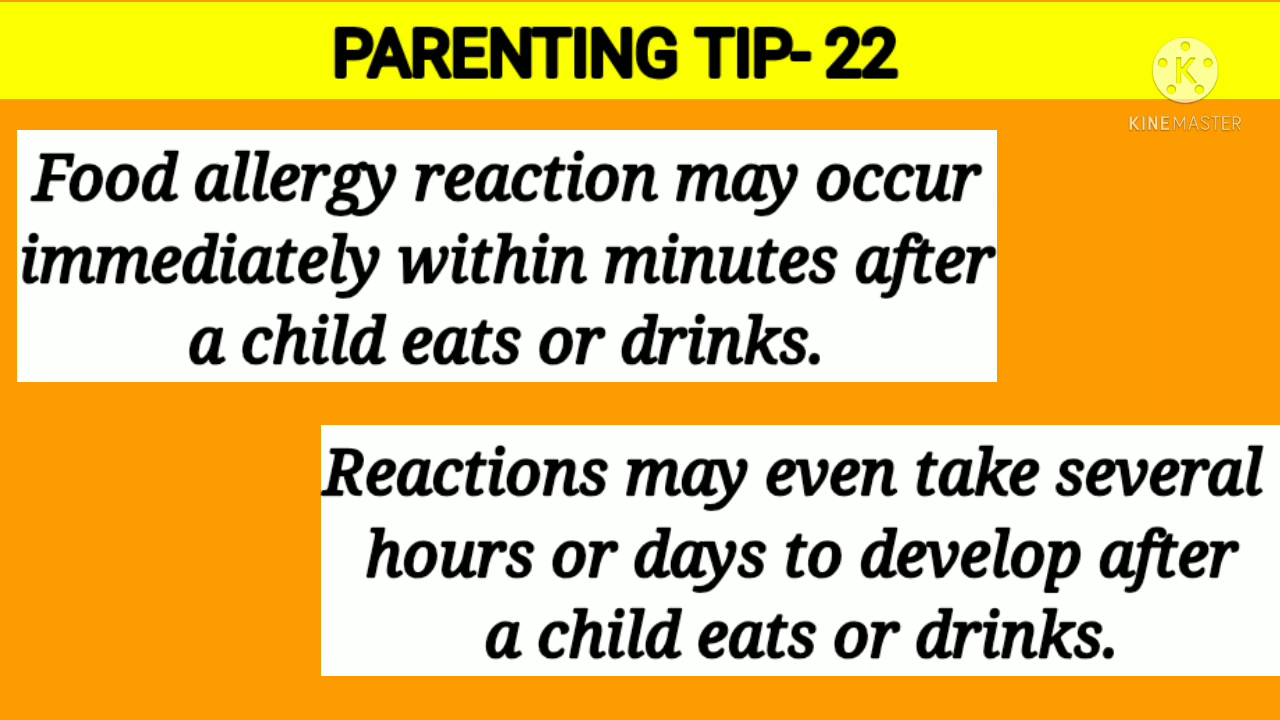 PARENTING TIP- 22
K
KINEMASTER
Food allergy reaction may occur
immediately within minutes after
a child eats or drinks.
Reactions may even take several
hours or days to develop after
a child eats or drinks.